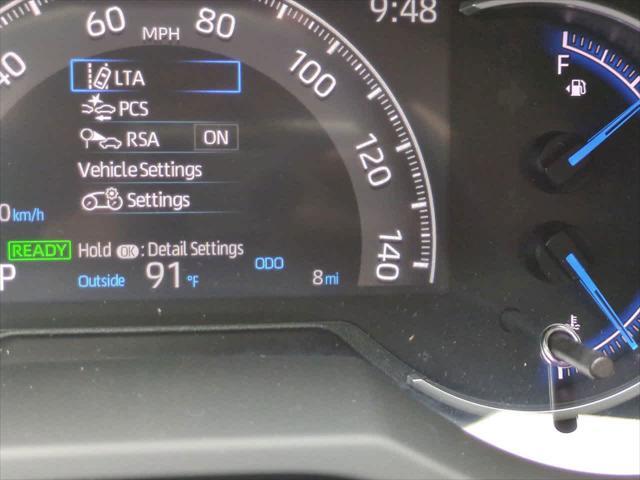 60
80
9:48
MPH
40
LTA
100
F
PCS
RSA ON
120
Vehicle Settings
Settings
0 km/h
READY Hold OK : Detail Settings
140
P Outside 91 °F ODO 8 mi